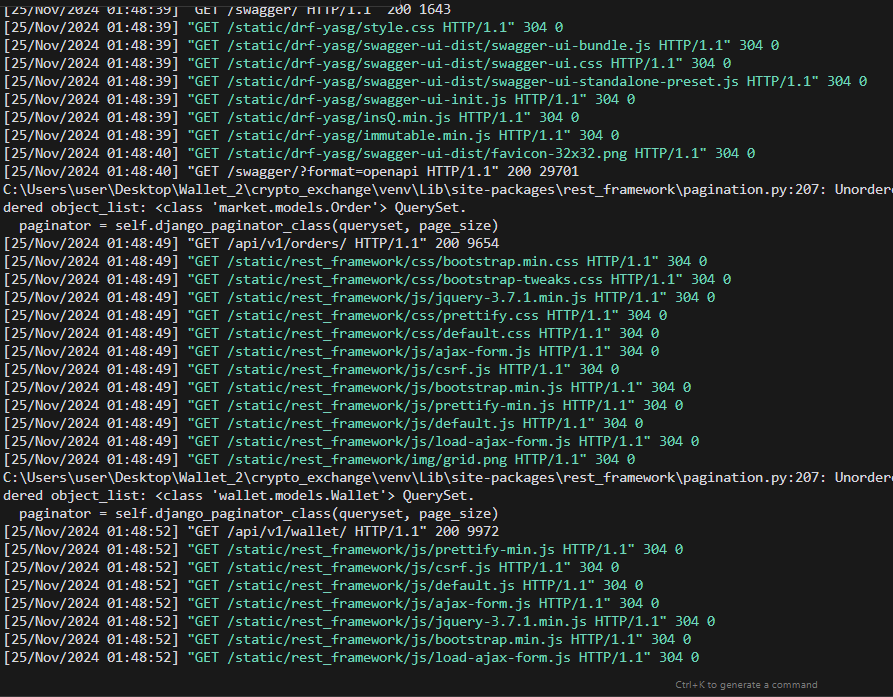 [25/Nov/2024 01:48:39] "GET /swagger/ HTTP/1.1" 200 1643
[25/Nov/2024 01:48:39] "GET /static/drf-yasg/style.css HTTP/1.1" 304 0
[25/Nov/2024 01:48:39] "GET /static/drf-yasg/swagger-ui-dist/swagger-ui-bundle.js HTTP/1.1" 304 0
[25/Nov/2024 01:48:39] "GET /static/drf-yasg/swagger-ui-dist/swagger-ui.css HTTP/1.1" 304 0
[25/Nov/2024 01:48:39] "GET /static/drf-yasg/swagger-ui-dist/swagger-ui-standalone-preset.js HTTP/1.1" 304 0
[25/Nov/2024 01:48:39] "GET /static/drf-yasg/swagger-ui-init.js HTTP/1.1" 304 0
[25/Nov/2024 01:48:39] "GET /static/drf-yasg/insQ.min.js HTTP/1.1" 304 0
[25/Nov/2024 01:48:39] "GET /static/drf-yasg/immutable.min.js HTTP/1.1" 304 0
[25/Nov/2024 01:48:40] "GET /static/drf-yasg/swagger-ui-dist/favicon-32x32.png HTTP/1.1" 304 0
[25/Nov/2024 01:48:40] "GET /swagger/?format=openapi HTTP/1.1" 200 29701
C:\Users\user\Desktop\Wallet_2\crypto_exchange\venv\Lib\site-packages\rest_framework\pagination.py:207: Unordere
dered object_list: <class 'market.models.Order'> QuerySet.
  paginator = self.django_paginator_class(queryset, page_size)
[25/Nov/2024 01:48:49] "GET /api/v1/orders/ HTTP/1.1" 200 9654
[25/Nov/2024 01:48:49] "GET /static/rest_framework/css/bootstrap.min.css HTTP/1.1" 304 0
[25/Nov/2024 01:48:49] "GET /static/rest_framework/css/bootstrap-tweaks.css HTTP/1.1" 304 0
[25/Nov/2024 01:48:49] "GET /static/rest_framework/js/jquery-3.7.1.min.js HTTP/1.1" 304 0
[25/Nov/2024 01:48:49] "GET /static/rest_framework/css/prettify.css HTTP/1.1" 304 0
[25/Nov/2024 01:48:49] "GET /static/rest_framework/css/default.css HTTP/1.1" 304 0
[25/Nov/2024 01:48:49] "GET /static/rest_framework/js/ajax-form.js HTTP/1.1" 304 0
[25/Nov/2024 01:48:49] "GET /static/rest_framework/js/csrf.js HTTP/1.1" 304 0
[25/Nov/2024 01:48:49] "GET /static/rest_framework/js/bootstrap.min.js HTTP/1.1" 304 0
[25/Nov/2024 01:48:49] "GET /static/rest_framework/js/prettify-min.js HTTP/1.1" 304 0
[25/Nov/2024 01:48:49] "GET /static/rest_framework/js/default.js HTTP/1.1" 304 0
[25/Nov/2024 01:48:49] "GET /static/rest_framework/js/load-ajax-form.js HTTP/1.1" 304 0
[25/Nov/2024 01:48:49] "GET /static/rest_framework/img/grid.png HTTP/1.1" 304 0
C:\Users\user\Desktop\Wallet_2\crypto_exchange\venv\Lib\site-packages\rest_framework\pagination.py:207: Unordere
dered object_list: <class 'wallet.models.Wallet'> QuerySet.
  paginator = self.django_paginator_class(queryset, page_size)
[25/Nov/2024 01:48:52] "GET /api/v1/wallet/ HTTP/1.1" 200 9972
[25/Nov/2024 01:48:52] "GET /static/rest_framework/js/prettify-min.js HTTP/1.1" 304 0
[25/Nov/2024 01:48:52] "GET /static/rest_framework/js/csrf.js HTTP/1.1" 304 0
[25/Nov/2024 01:48:52] "GET /static/rest_framework/js/default.js HTTP/1.1" 304 0
[25/Nov/2024 01:48:52] "GET /static/rest_framework/js/ajax-form.js HTTP/1.1" 304 0
[25/Nov/2024 01:48:52] "GET /static/rest_framework/js/jquery-3.7.1.min.js HTTP/1.1" 304 0
[25/Nov/2024 01:48:52] "GET /static/rest_framework/js/bootstrap.min.js HTTP/1.1" 304 0
[25/Nov/2024 01:48:52] "GET /static/rest_framework/js/load-ajax-form.js HTTP/1.1" 304 0
Ctrl+K to generate a command